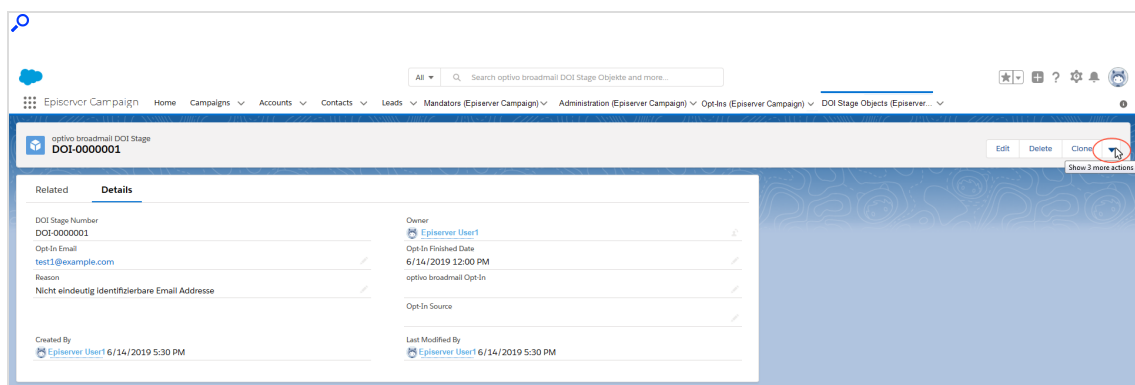 All Search optivo broadmail DOI Stage Objekte and more...
Episerver Campaign Home Campaigns Accounts Contacts Leads Mandators (Episerver Campaign) Administration (Episerver Campaign) Opt-Ins (Episerver Campaign) DOI Stage Objects (Episerver...
optivo broadmail DOI Stage
DOI-0000001
Edit Delete Clone
Show 3 more actions
Related Details
DOI Stage Number Owner
DOI-0000001 Episerver User1
Opt-In Email Opt-In Finished Date
test1@example.com 6/14/2019 12:00 PM
Reason optivo broadmail Opt-In
Nicht eindeutig identifizierbare Email Addresse
Opt-In Source
Created By Last Modified By
Episerver User1 6/14/2019 5:30 PM Episerver User1 6/14/2019 5:30 PM